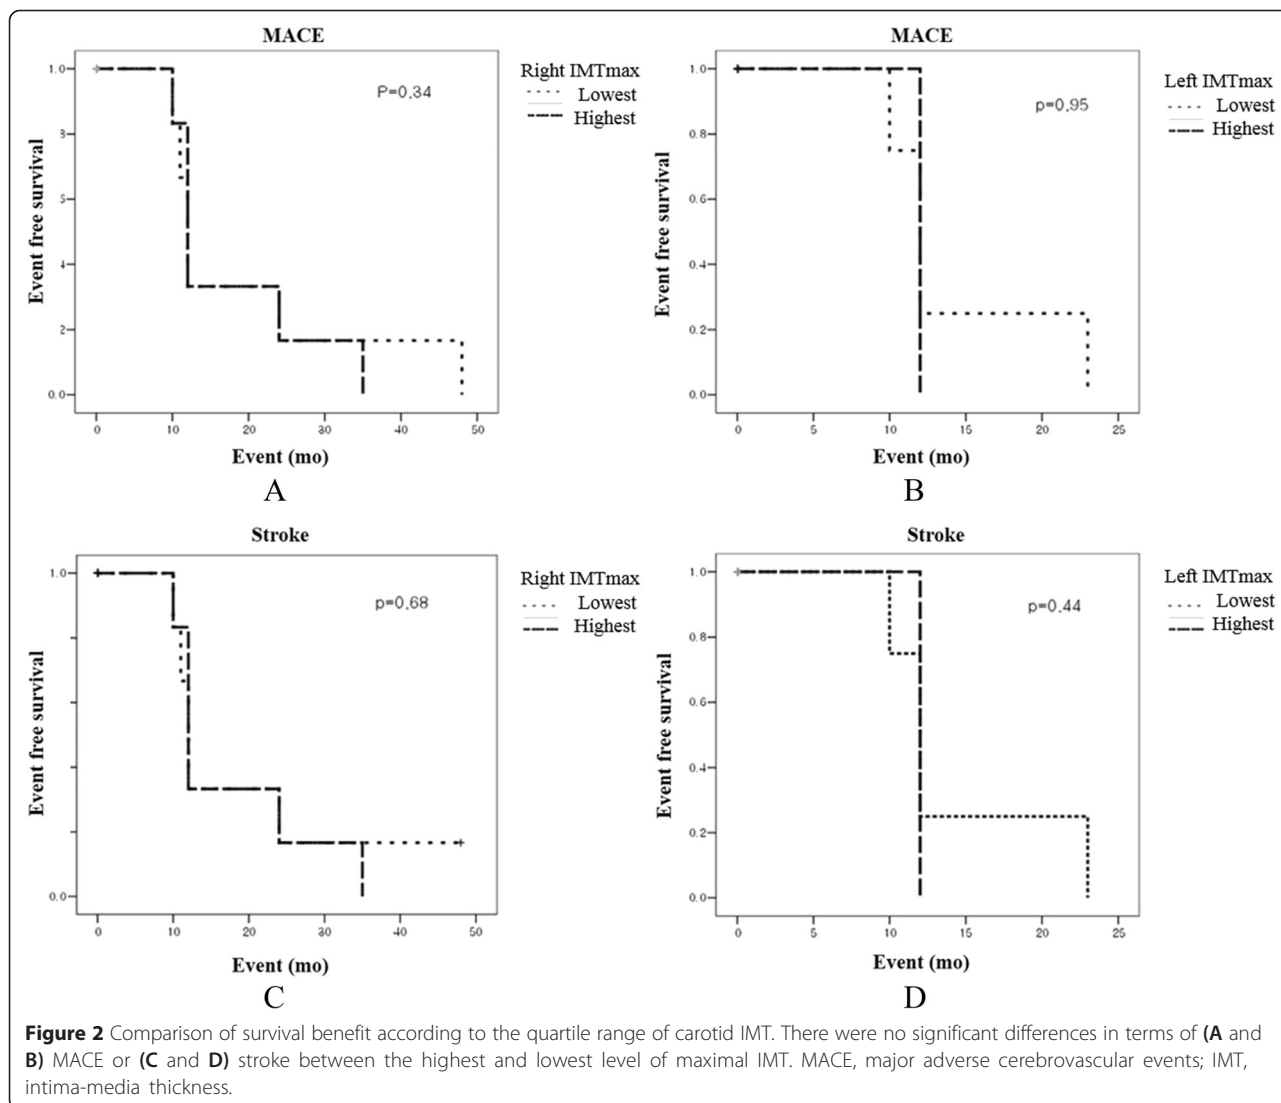 MACE
1.0
8
6
4
2
0.0
P=0.34
Right IMTmax
Lowest
Highest
Event free survival
0 10 20 30 40 50
Event (mo)
A
MACE
1.0
0.8
0.6
0.4
0.2
0.0
p=0.95
Left IMTmax
Lowest
Highest
Event free survival
0 5 10 15 20 25
Event (mo)
B
Stroke
1.0
0.0
p=0.68
Right IMTmax
Lowest
Highest
Event free survival
0 10 20 30 40 50
Event (mo)
C
Stroke
1.0
0.8
0.6
0.4
0.2
0.0
p=0.44
Left IMTmax
Lowest
Highest
Event free survival
0 5 10 15 20 25
Event (mo)
D
Figure 2 Comparison of survival benefit according to the quartile range of carotid IMT. There were no significant differences in terms of (A and
B) MACE or (C and D) stroke between the highest and lowest level of maximal IMT. MACE, major adverse cerebrovascular events; IMT,
intima-media thickness.